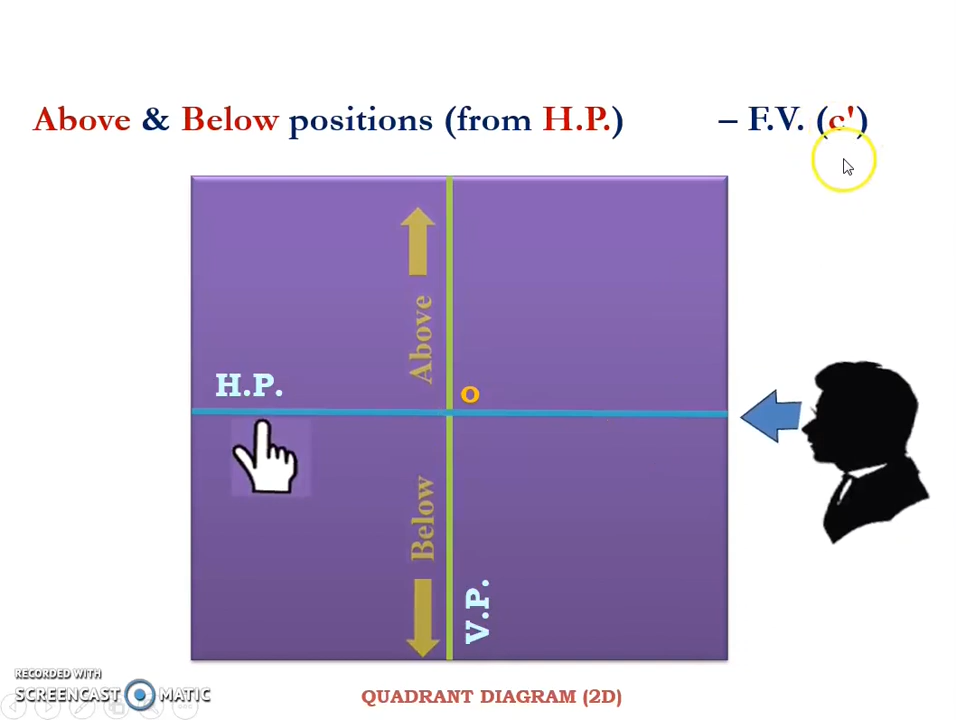 Above & Below positions (from H.P.) – F.V. (c')
Above
H.P.
o
Below
V.P.
RECORDED WITH
SCREENCAST MATIC
QUADRANT DIAGRAM (2D)